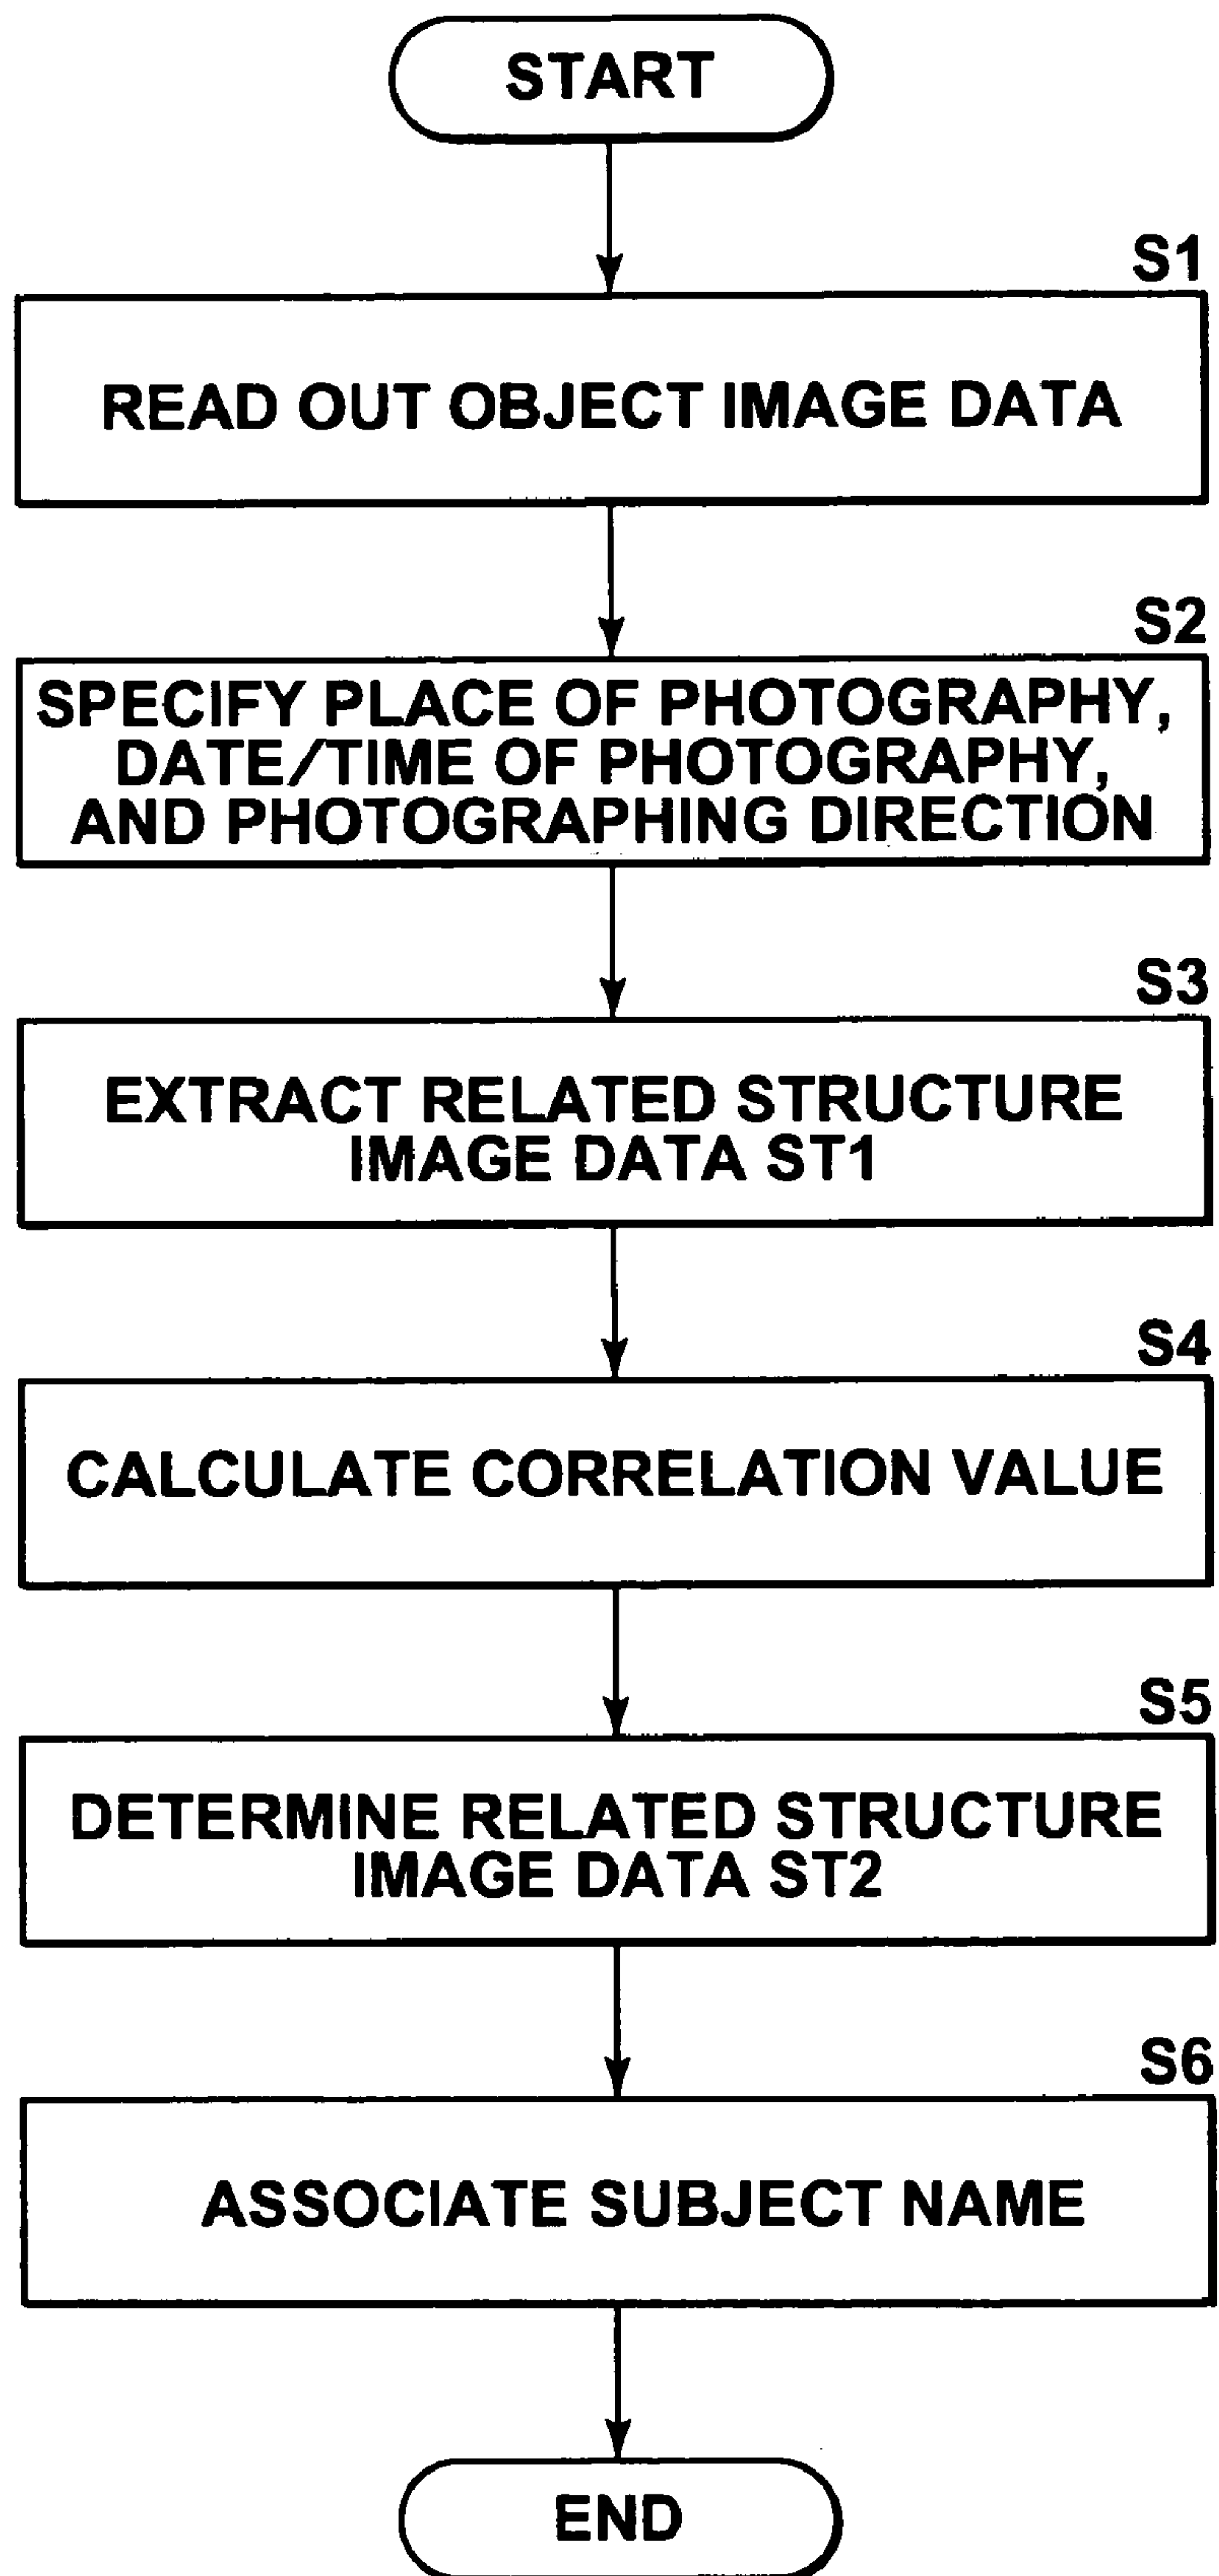 START
S1
READ OUT OBJECT IMAGE DATA
S2
SPECIFY PLACE OF PHOTOGRAPHY,
DATE/TIME OF PHOTOGRAPHY,
AND PHOTOGRAPHING DIRECTION
S3
EXTRACT RELATED STRUCTURE
IMAGE DATA ST1
S4
CALCULATE CORRELATION VALUE
S5
DETERMINE RELATED STRUCTURE
IMAGE DATA ST2
S6
ASSOCIATE SUBJECT NAME
END